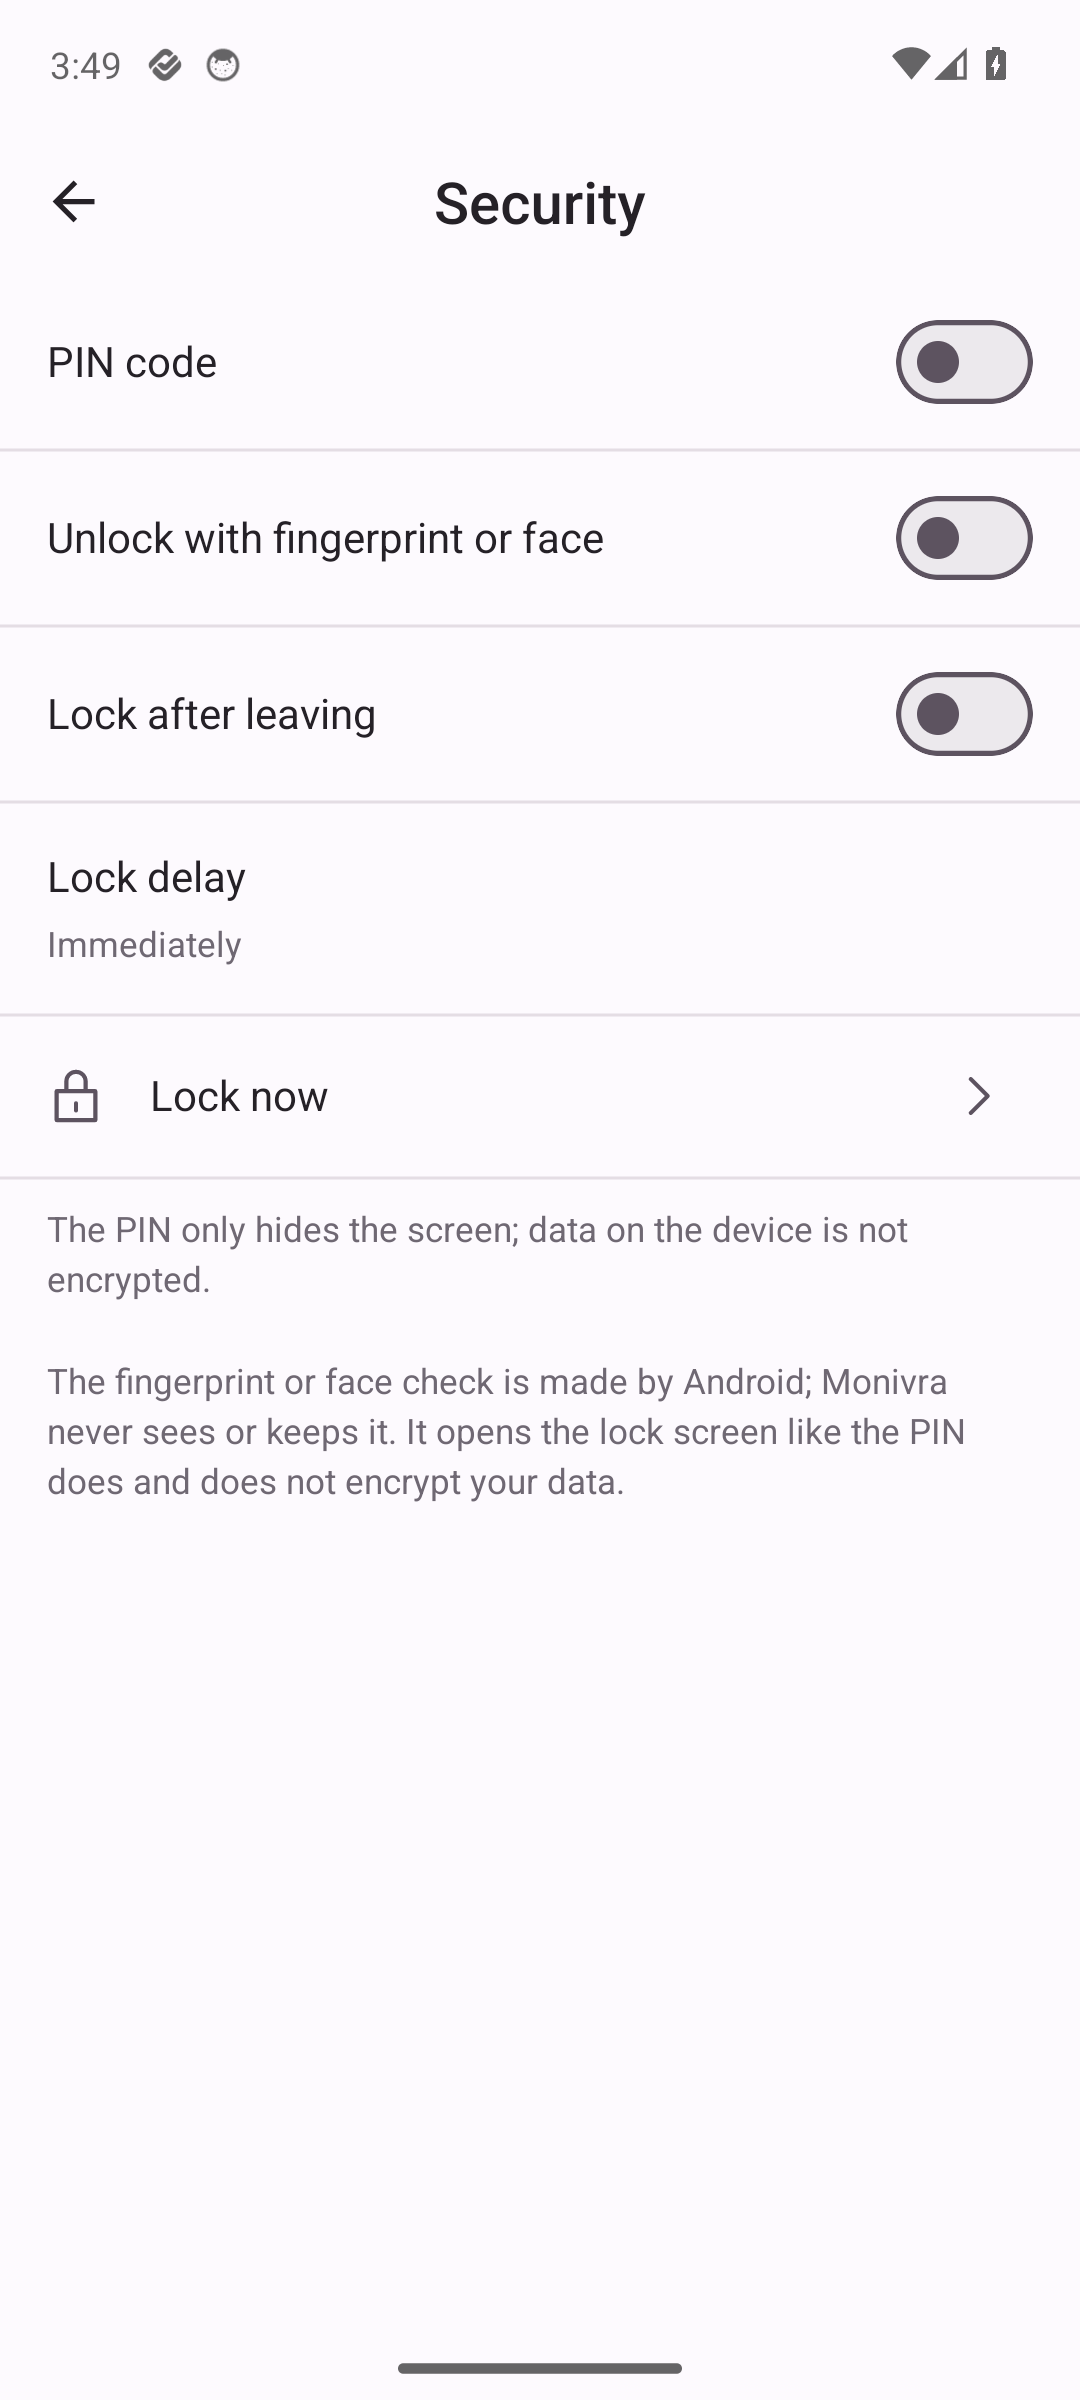 3:49
Security
PIN code
Unlock with fingerprint or face
Lock after leaving
Lock delay
Immediately
Lock now
The PIN only hides the screen; data on the device is not
encrypted.
The fingerprint or face check is made by Android; Monivra
never sees or keeps it. It opens the lock screen like the PIN
does and does not encrypt your data.